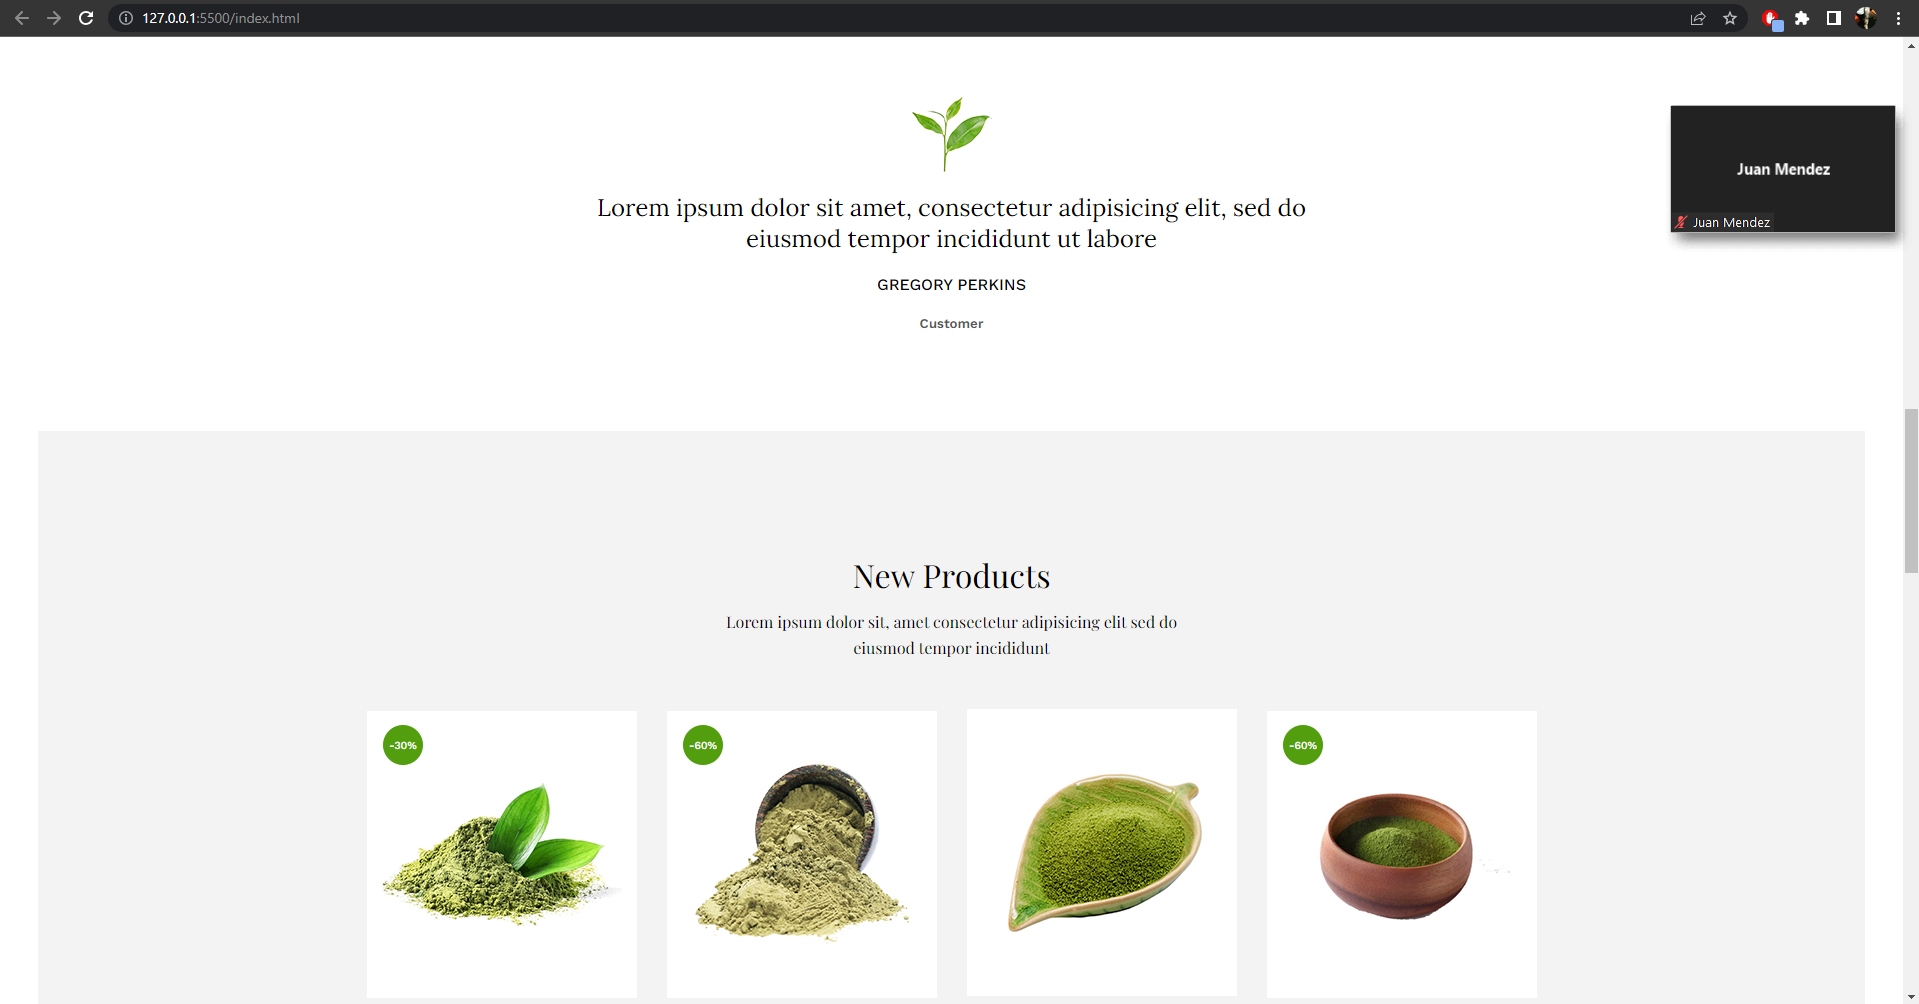 127.0.0.1:5500/index.html
Juan Mendez
Juan Mendez
Lorem ipsum dolor sit amet, consectetur adipisicing elit, sed do
eiusmod tempor incididunt ut labore
GREGORY PERKINS
Customer
New Products
Lorem ipsum dolor sit, amet consectetur adipisicing elit sed do
eiusmod tempor incididunt
-30%
-60%
-60%